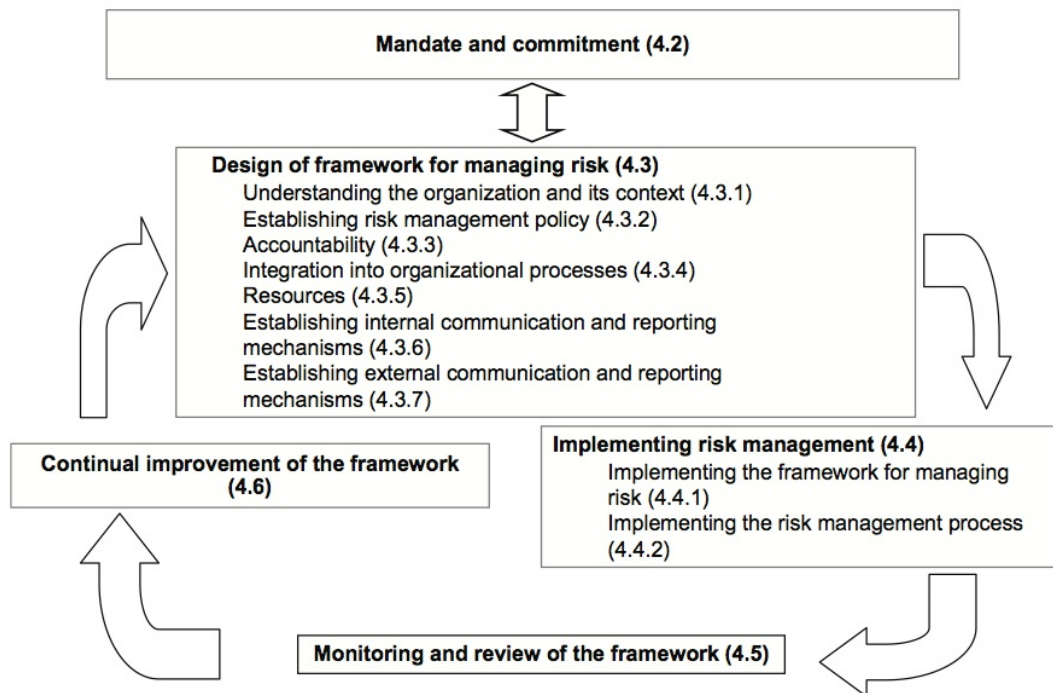 Mandate and commitment (4.2)
Design of framework for managing risk (4.3)
Understanding the organization and its context (4.3.1)
Establishing risk management policy (4.3.2)
Accountability (4.3.3)
Integration into organizational processes (4.3.4)
Resources (4.3.5)
Establishing internal communication and reporting
mechanisms (4.3.6)
Establishing external communication and reporting
mechanisms (4.3.7)
Implementing risk management (4.4)
Implementing the framework for managing
risk (4.4.1)
Implementing the risk management process
(4.4.2)
Continual improvement of the framework
(4.6)
Monitoring and review of the framework (4.5)